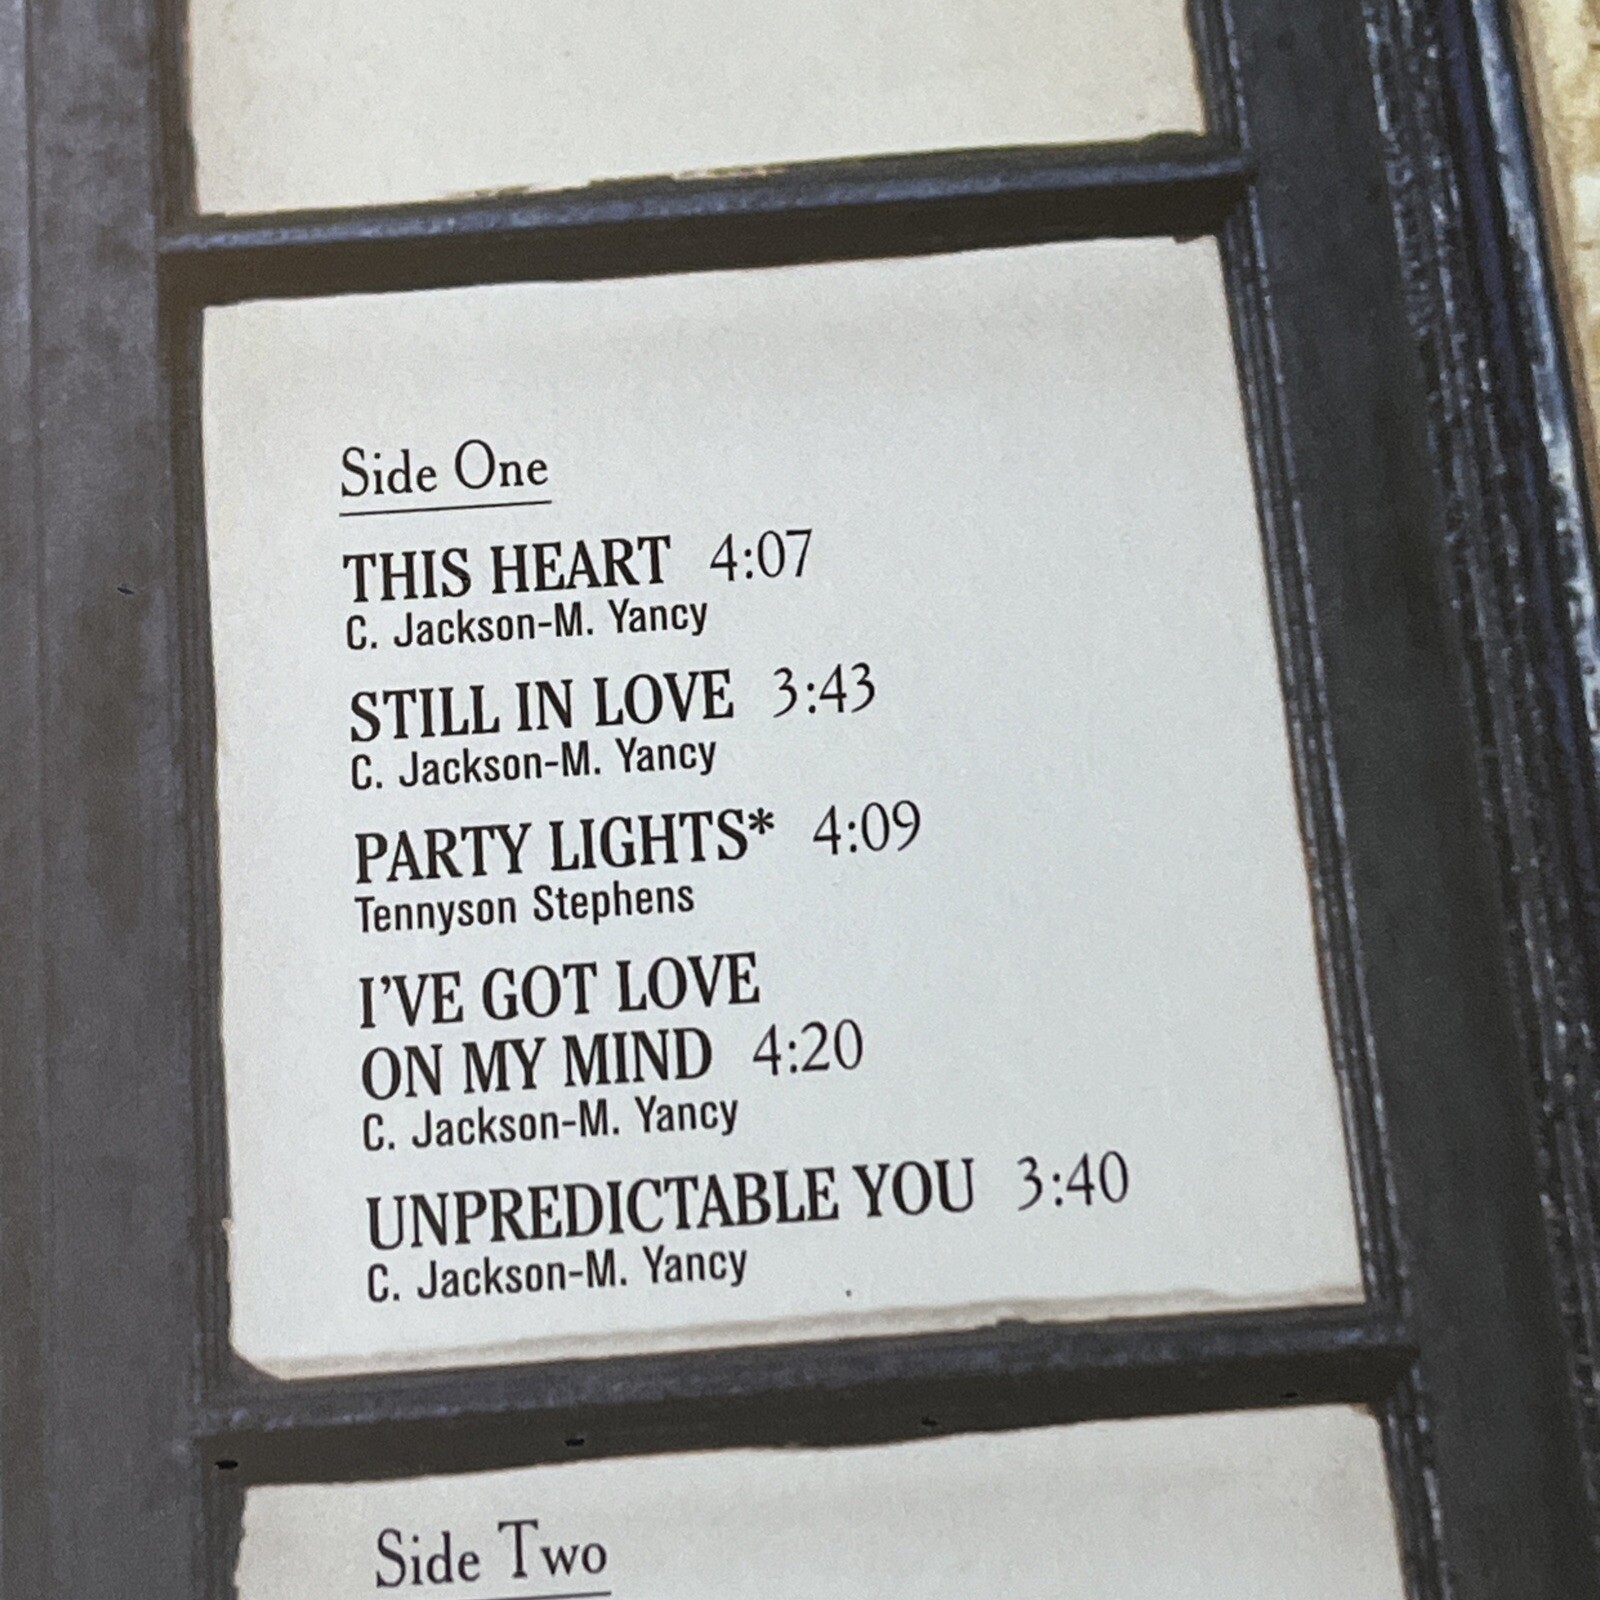 Side One
THIS HEART 4:07
C. Jackson-M. Yancy
STILL IN LOVE 3:43
C. Jackson-M. Yancy
PARTY LIGHTS* 4:09
Tennyson Stephens
I'VE GOT LOVE
ON MY MIND 4:20
C. Jackson-M. Yancy
UNPREDICTABLE YOU 3:40
C. Jackson-M. Yancy
Side Two